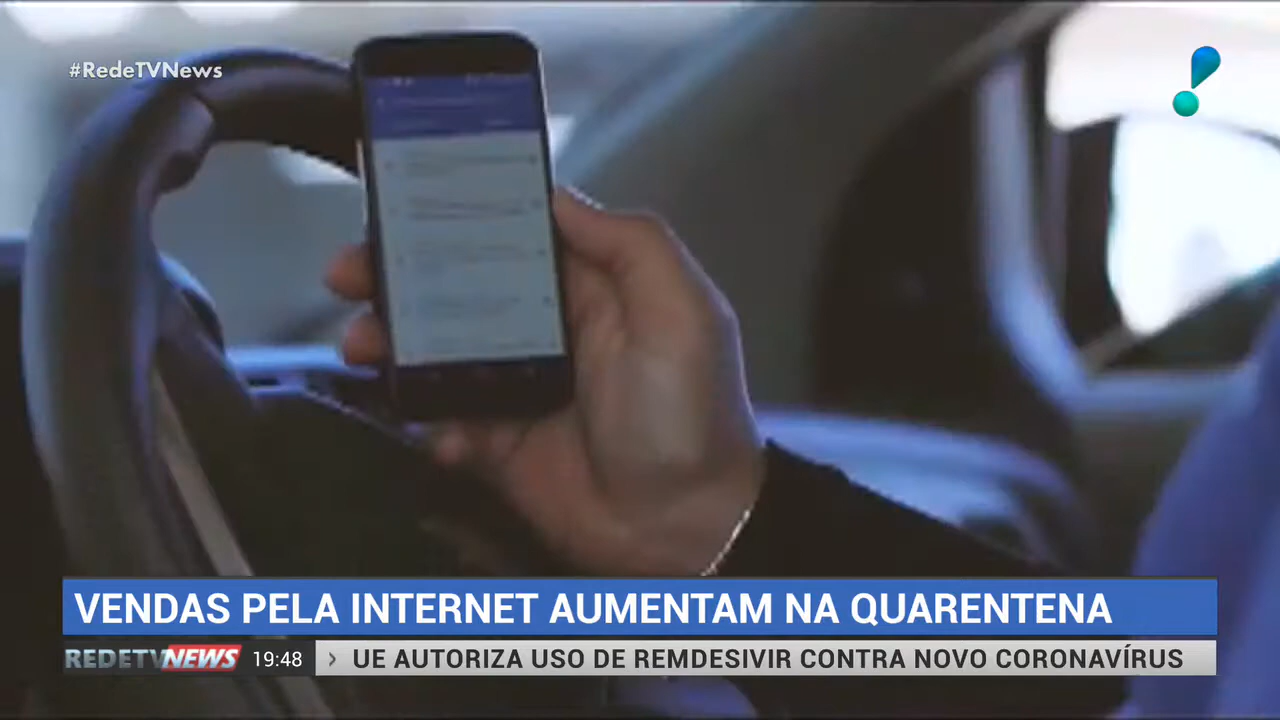 #RedeTVNews
VENDAS PELA INTERNET AUMENTAM NA QUARENTENA
REDETV NEWS 19:48 › UE AUTORIZA USO DE REMDESIVIR CONTRA NOVO CORONAVÍRUS